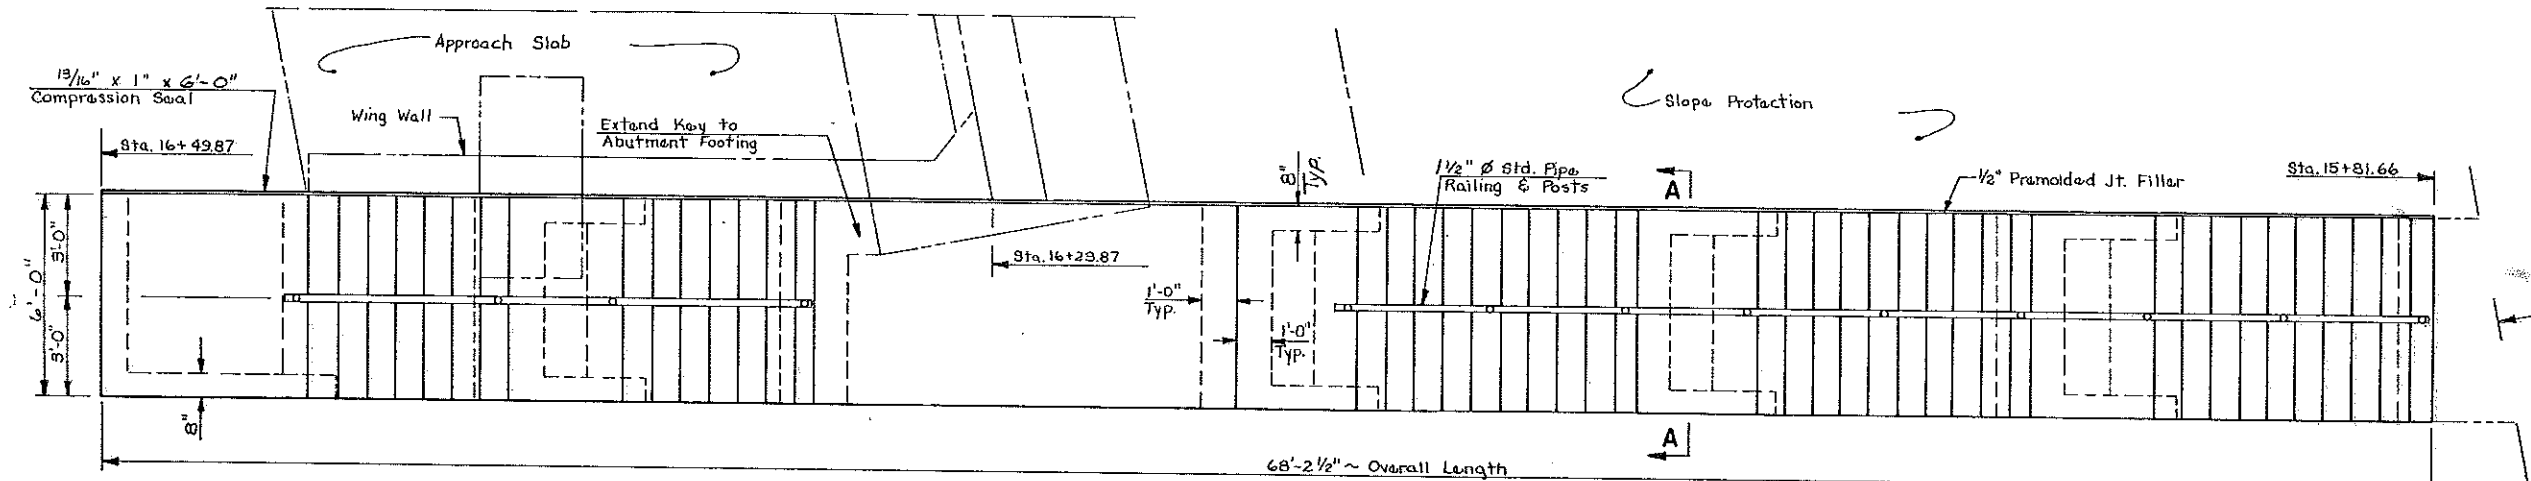 Approach Slab
13/16" x 1" x 6'-0"
Compression Seal
Wing Wall
Extend Key to
Abutment Footing
Slope Protection
Sta. 16+49.87
8"
Typ.
1 1/2" Ø Std. Pipe
Railing & Posts
A
1/2" Premolded Jt. Filler
Sta. 15+81.66
6'-0"
3'-0"
3'-0"
Sta. 16+29.87
1'-0"
Typ.
1'-0"
Typ.
8"
A
68'-2 1/2" ~ Overall Length